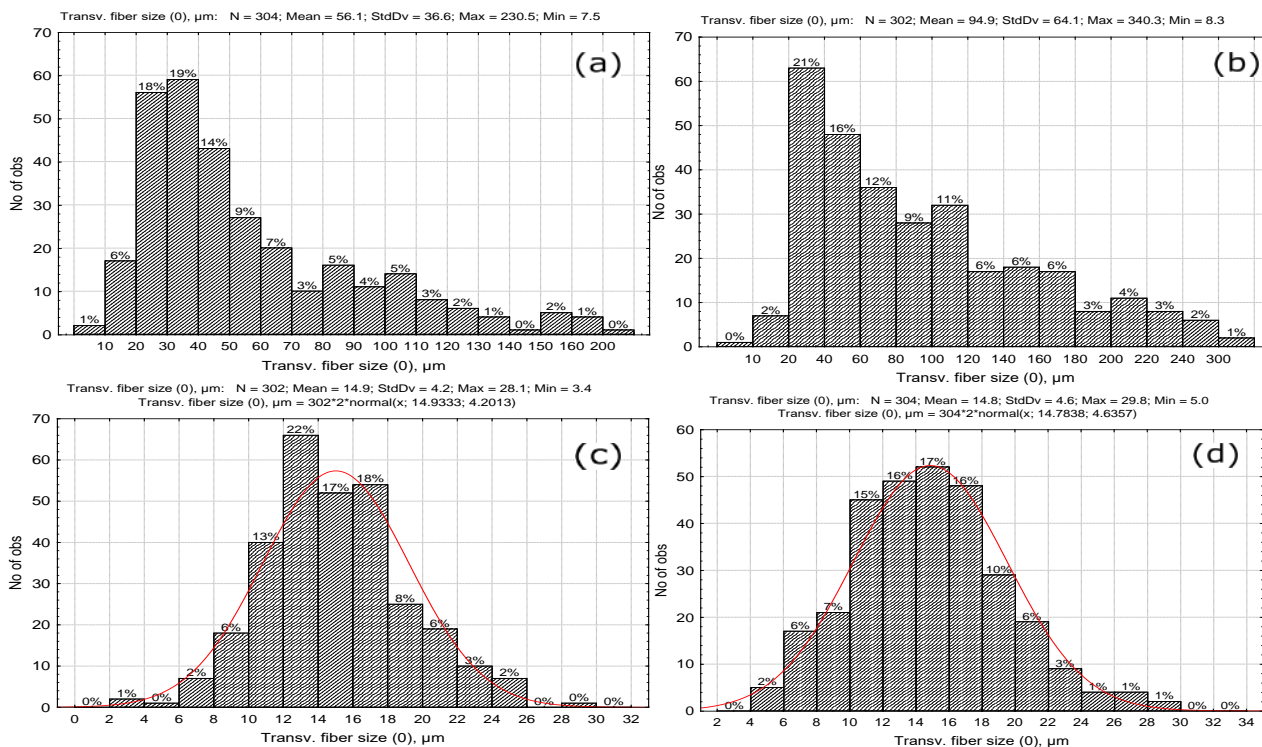 Transv. fiber size (0), µm:   N = 304; Mean = 56.1; StdDv = 36.6; Max = 230.5; Min = 7.5
(a)
No of obs
70
60
50
40
30
20
10
0
1% 6% 18% 19% 14% 9% 7% 3% 5% 4% 5% 3% 2% 1% 0% 2% 1% 0%
10 20 30 40 50 60 70 80 90 100 110 120 130 140 150 160 200
Transv. fiber size (0), µm
Transv. fiber size (0), µm:   N = 302; Mean = 94.9; StdDv = 64.1; Max = 340.3; Min = 8.3
(b)
No of obs
70
60
50
40
30
20
10
0
0% 2% 21% 16% 12% 9% 11% 6% 6% 6% 3% 4% 3% 2% 1%
10 20 40 60 80 100 120 140 160 180 200 220 240 300
Transv. fiber size (0), µm
Transv. fiber size (0), µm:   N = 302; Mean = 14.9; StdDv = 4.2; Max = 28.1; Min = 3.4
Transv. fiber size (0), µm = 302*2*normal(x; 14.9333; 4.2013)
(c)
No of obs
70
60
50
40
30
20
10
0
0% 1% 0% 2% 6% 13% 22% 17% 18% 8% 6% 3% 2% 0% 0% 0%
0 2 4 6 8 10 12 14 16 18 20 22 24 26 28 30 32
Transv. fiber size (0), µm
Transv. fiber size (0), µm:   N = 304; Mean = 14.8; StdDv = 4.6; Max = 29.8; Min = 5.0
Transv. fiber size (0), µm = 304*2*normal(x; 14.7838; 4.6357)
(d)
No of obs
60
50
40
30
20
10
0
0% 2% 6% 7% 15% 16% 17% 16% 10% 6% 3% 1% 1% 1% 0% 0%
2 4 6 8 10 12 14 16 18 20 22 24 26 28 30 32 34
Transv. fiber size (0), µm